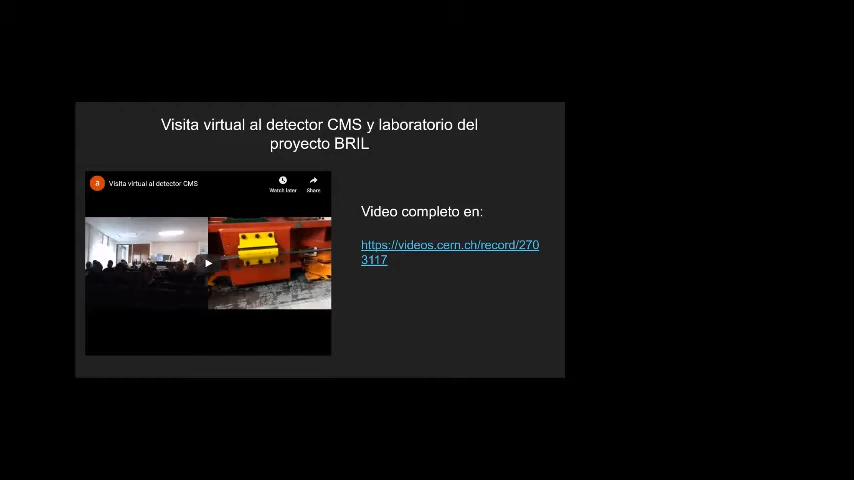 Visita virtual al detector CMS y laboratorio del
proyecto BRIL
a Visita virtual al detector CMS
Watch later
Share
Video completo en:
https://videos.cern.ch/record/270
3117